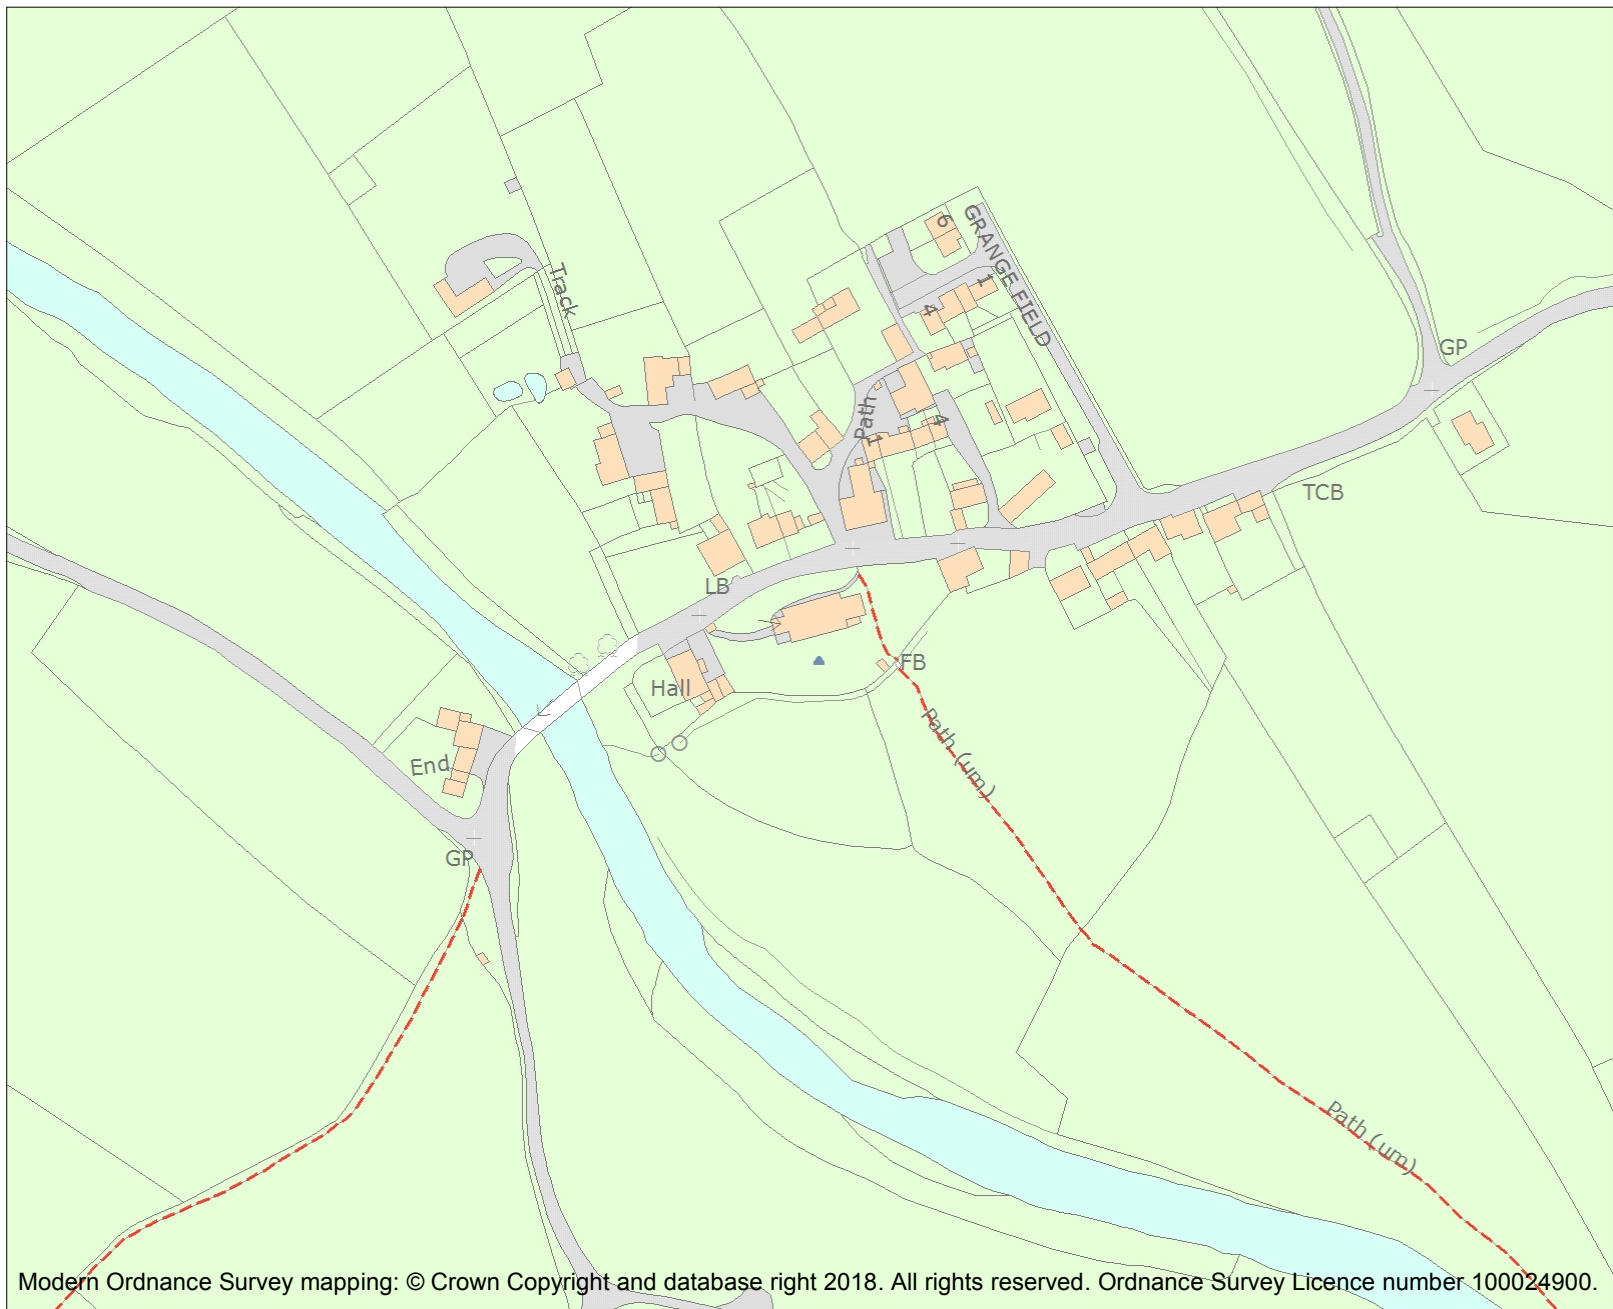 6
GRANGE FIELD
Track
1
4
GP
Path
4
1
TCB
LB
FB
Hall
Path (um)
End
GP
Path (um)
Modern Ordnance Survey mapping: © Crown Copyright and database right 2018. All rights reserved. Ordnance Survey Licence number 100024900.